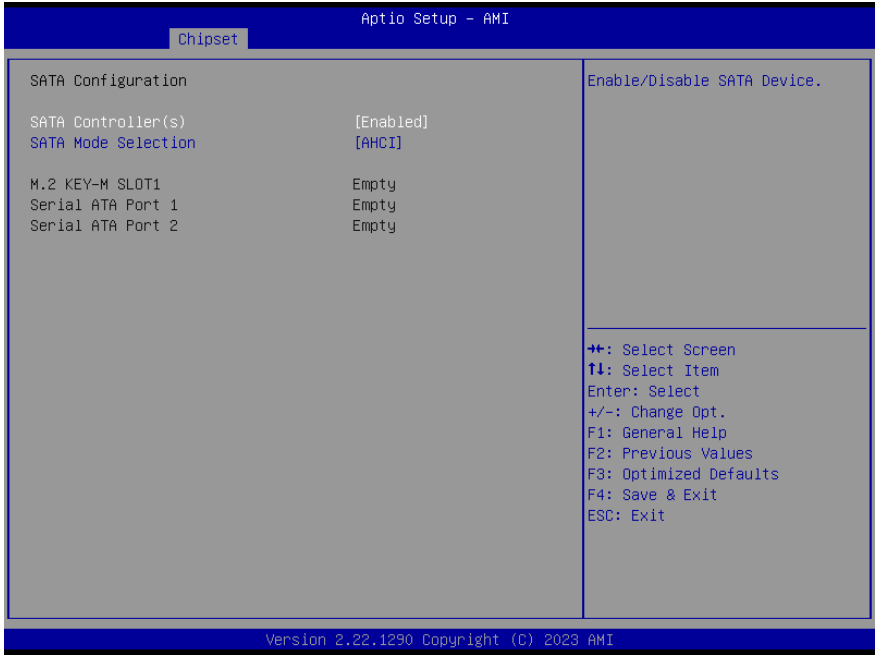 Aptio Setup – AMI
Chipset
SATA Configuration
Enable/Disable SATA Device.
SATA Controller(s) [Enabled]
SATA Mode Selection [AHCI]
M.2 KEY-M SLOT1 Empty
Serial ATA Port 1 Empty
Serial ATA Port 2 Empty
→←: Select Screen
↑↓: Select Item
Enter: Select
+/-: Change Opt.
F1: General Help
F2: Previous Values
F3: Optimized Defaults
F4: Save & Exit
ESC: Exit
Version 2.22.1290 Copyright (C) 2023 AMI